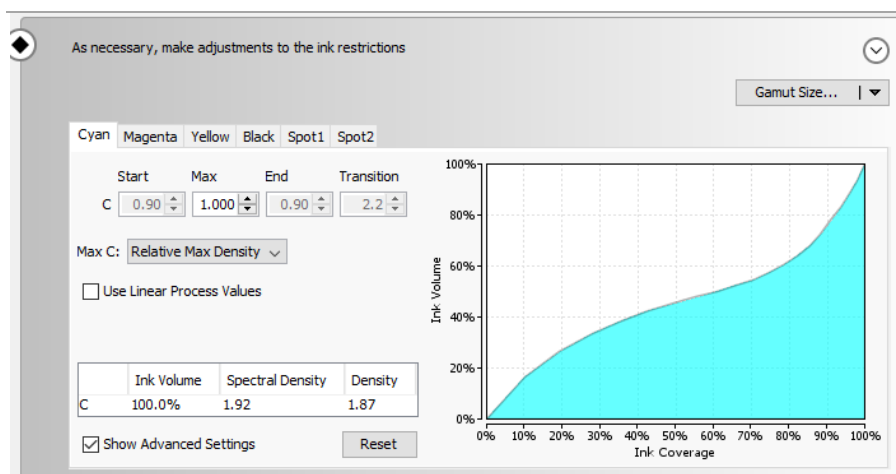 As necessary, make adjustments to the ink restrictions
Gamut Size...
Cyan Magenta Yellow Black Spot1 Spot2
Start Max End Transition
C 0.90 1.000 0.90 2.2
Max C: Relative Max Density
Use Linear Process Values
Ink Volume Spectral Density Density
C 100.0% 1.92 1.87
Show Advanced Settings Reset
100%
80%
60%
40%
20%
0%
Ink Volume
0% 10% 20% 30% 40% 50% 60% 70% 80% 90% 100%
Ink Coverage